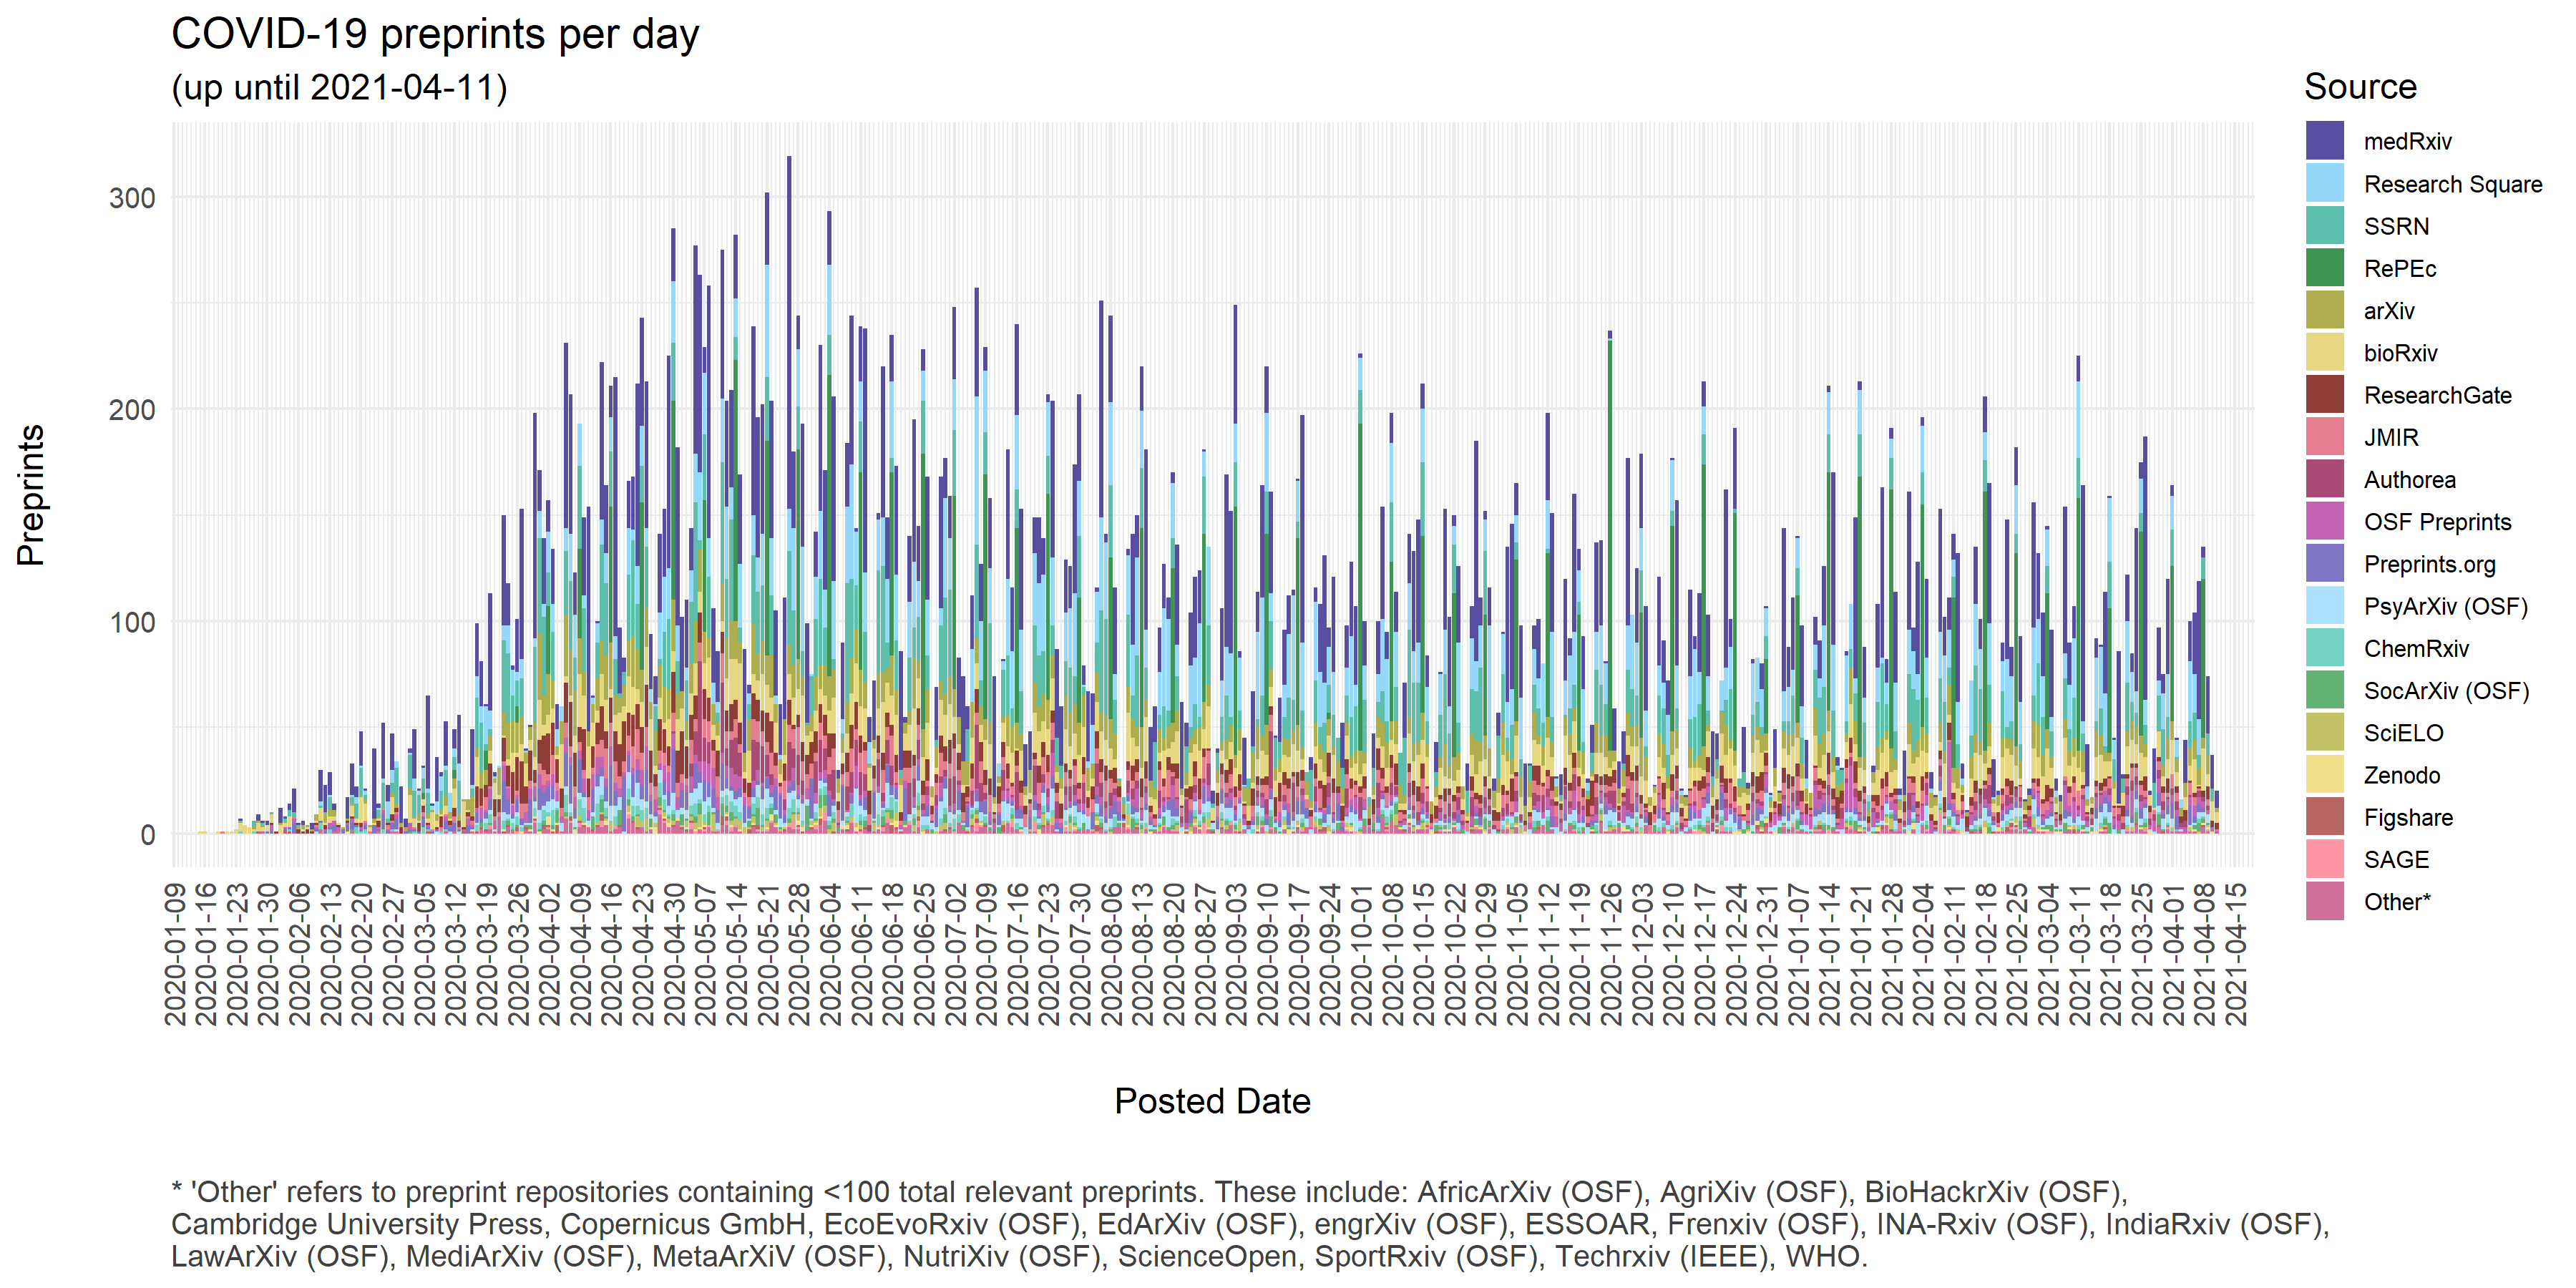 COVID-19 preprints per day
(up until 2021-04-11)
Preprints
300
200
100
0
2020-01-09
2020-01-16
2020-01-23
2020-01-30
2020-02-06
2020-02-13
2020-02-20
2020-02-27
2020-03-05
2020-03-12
2020-03-19
2020-03-26
2020-04-02
2020-04-09
2020-04-16
2020-04-23
2020-04-30
2020-05-07
2020-05-14
2020-05-21
2020-05-28
2020-06-04
2020-06-11
2020-06-18
2020-06-25
2020-07-02
2020-07-09
2020-07-16
2020-07-23
2020-07-30
2020-08-06
2020-08-13
2020-08-20
2020-08-27
2020-09-03
2020-09-10
2020-09-17
2020-09-24
2020-10-01
2020-10-08
2020-10-15
2020-10-22
2020-10-29
2020-11-05
2020-11-12
2020-11-19
2020-11-26
2020-12-03
2020-12-10
2020-12-17
2020-12-24
2020-12-31
2021-01-07
2021-01-14
2021-01-21
2021-01-28
2021-02-04
2021-02-11
2021-02-18
2021-02-25
2021-03-04
2021-03-11
2021-03-18
2021-03-25
2021-04-01
2021-04-08
2021-04-15
Posted Date
Source
medRxiv
Research Square
SSRN
RePEc
arXiv
bioRxiv
ResearchGate
JMIR
Authorea
OSF Preprints
Preprints.org
PsyArXiv (OSF)
ChemRxiv
SocArXiv (OSF)
SciELO
Zenodo
Figshare
SAGE
Other*
* 'Other' refers to preprint repositories containing <100 total relevant preprints. These include: AfricArXiv (OSF), AgriXiv (OSF), BioHackrXiv (OSF),
Cambridge University Press, Copernicus GmbH, EcoEvoRxiv (OSF), EdArXiv (OSF), engrXiv (OSF), ESSOAR, Frenxiv (OSF), INA-Rxiv (OSF), IndiaRxiv (OSF),
LawArXiv (OSF), MediArXiv (OSF), MetaArXiV (OSF), NutriXiv (OSF), ScienceOpen, SportRxiv (OSF), Techrxiv (IEEE), WHO.